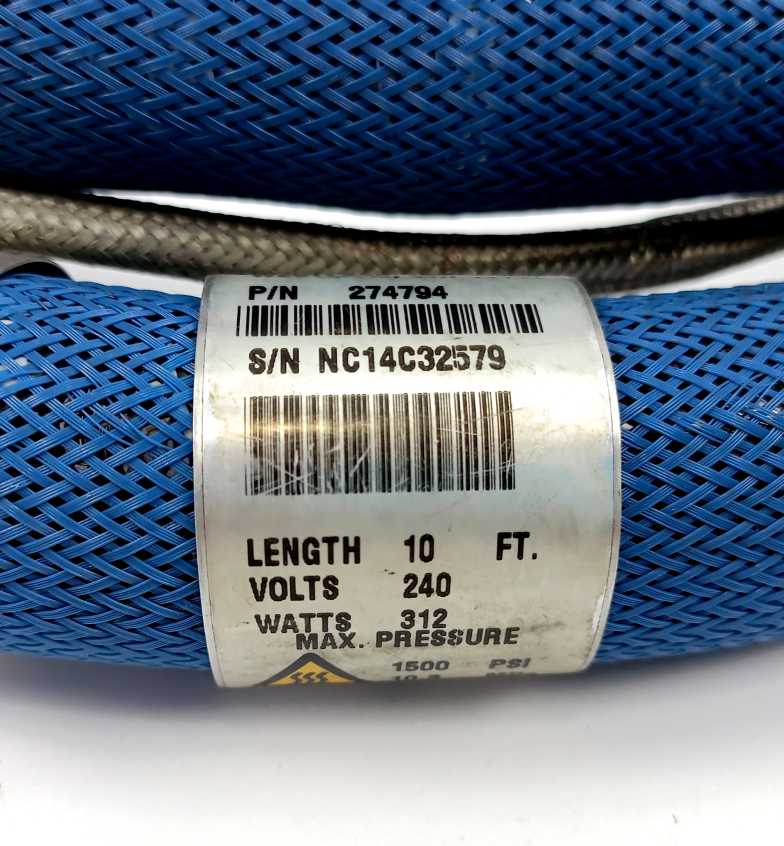 P/N 274794
S/N NC14C32579
LENGTH 10 FT.
VOLTS 240
WATTS 312
MAX. PRESSURE
1500 PSI